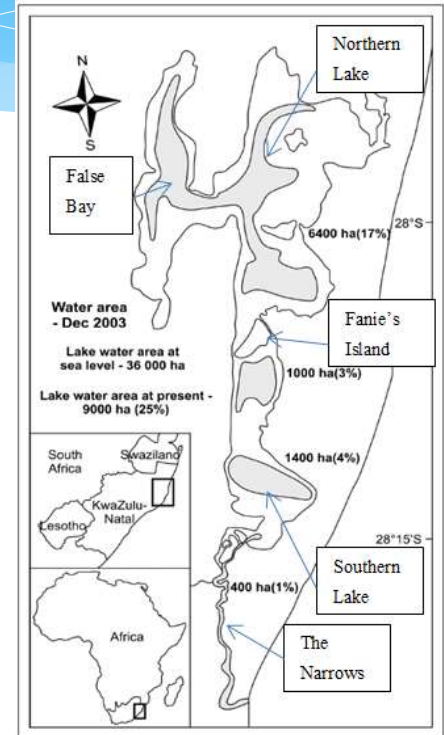 N
S
Northern
Lake
False
Bay
28°S
6400 ha(17%)
Water area
- Dec 2003
Fanie's
Island
Lake water area at
sea level - 36 000 ha
1000 ha(3%)
Lake water area at present -
9000 ha (25%)
1400 ha(4%)
South
Africa
Swaziland
KwaZulu-
Natal
Lesotho
28°15'S
Southern
Lake
400 ha(1%)
Africa
The
Narrows